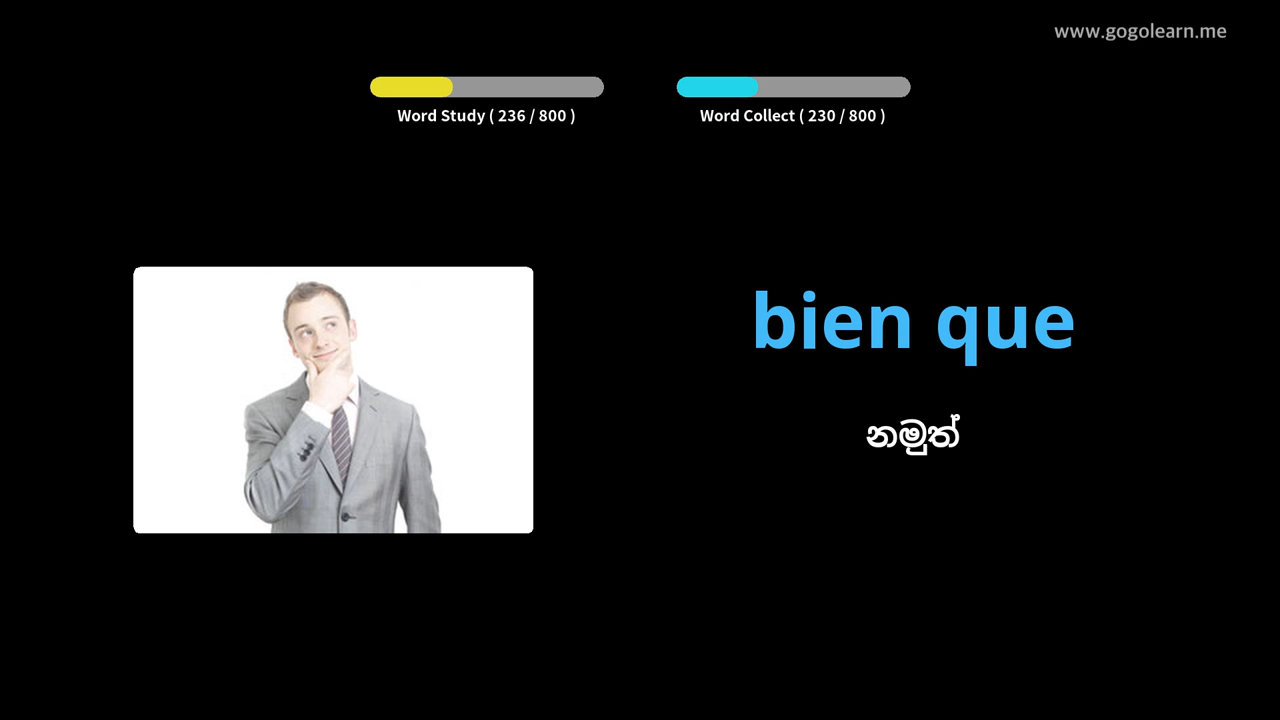 www.gogolearn.me
Word Study ( 236 / 800 )
Word Collect ( 230 / 800 )
bien que
නමුත්